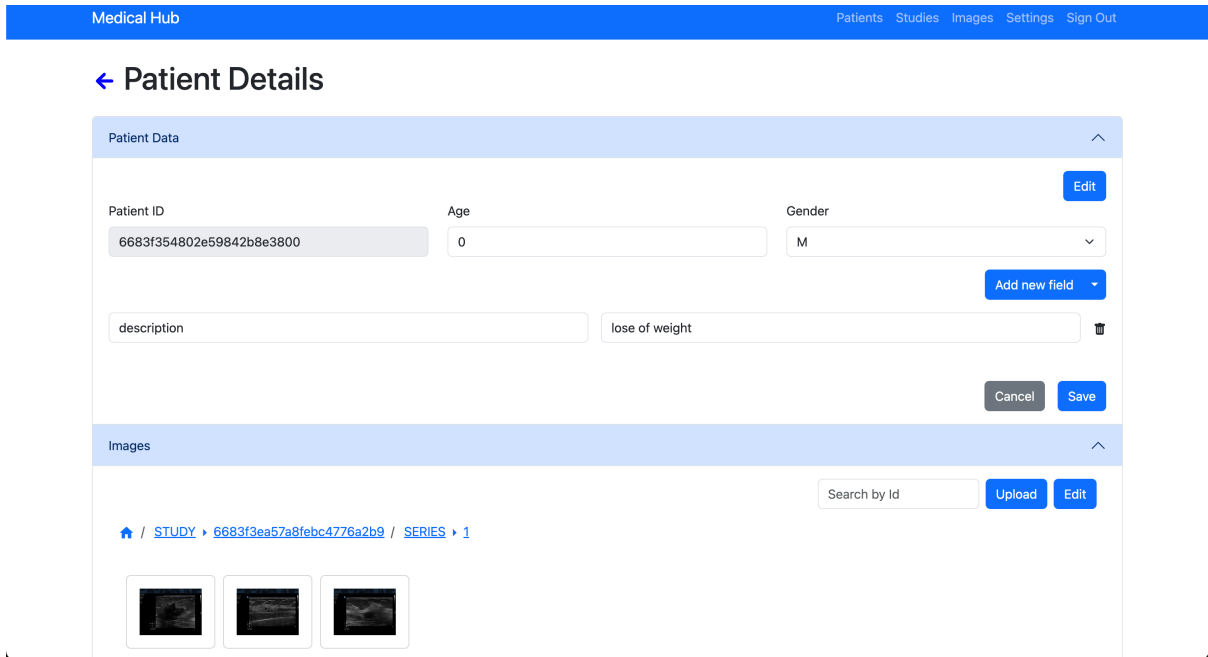 Medical Hub Patients Studies Images Settings Sign Out
Patient Details
Patient Data
Edit
Patient ID Age Gender
6683f354802e59842b8e3800 0 M
Add new field
description lose of weight
Cancel Save
Images
Search by Id Upload Edit
/ STUDY 6683f3ea57a8febc4776a2b9 / SERIES 1